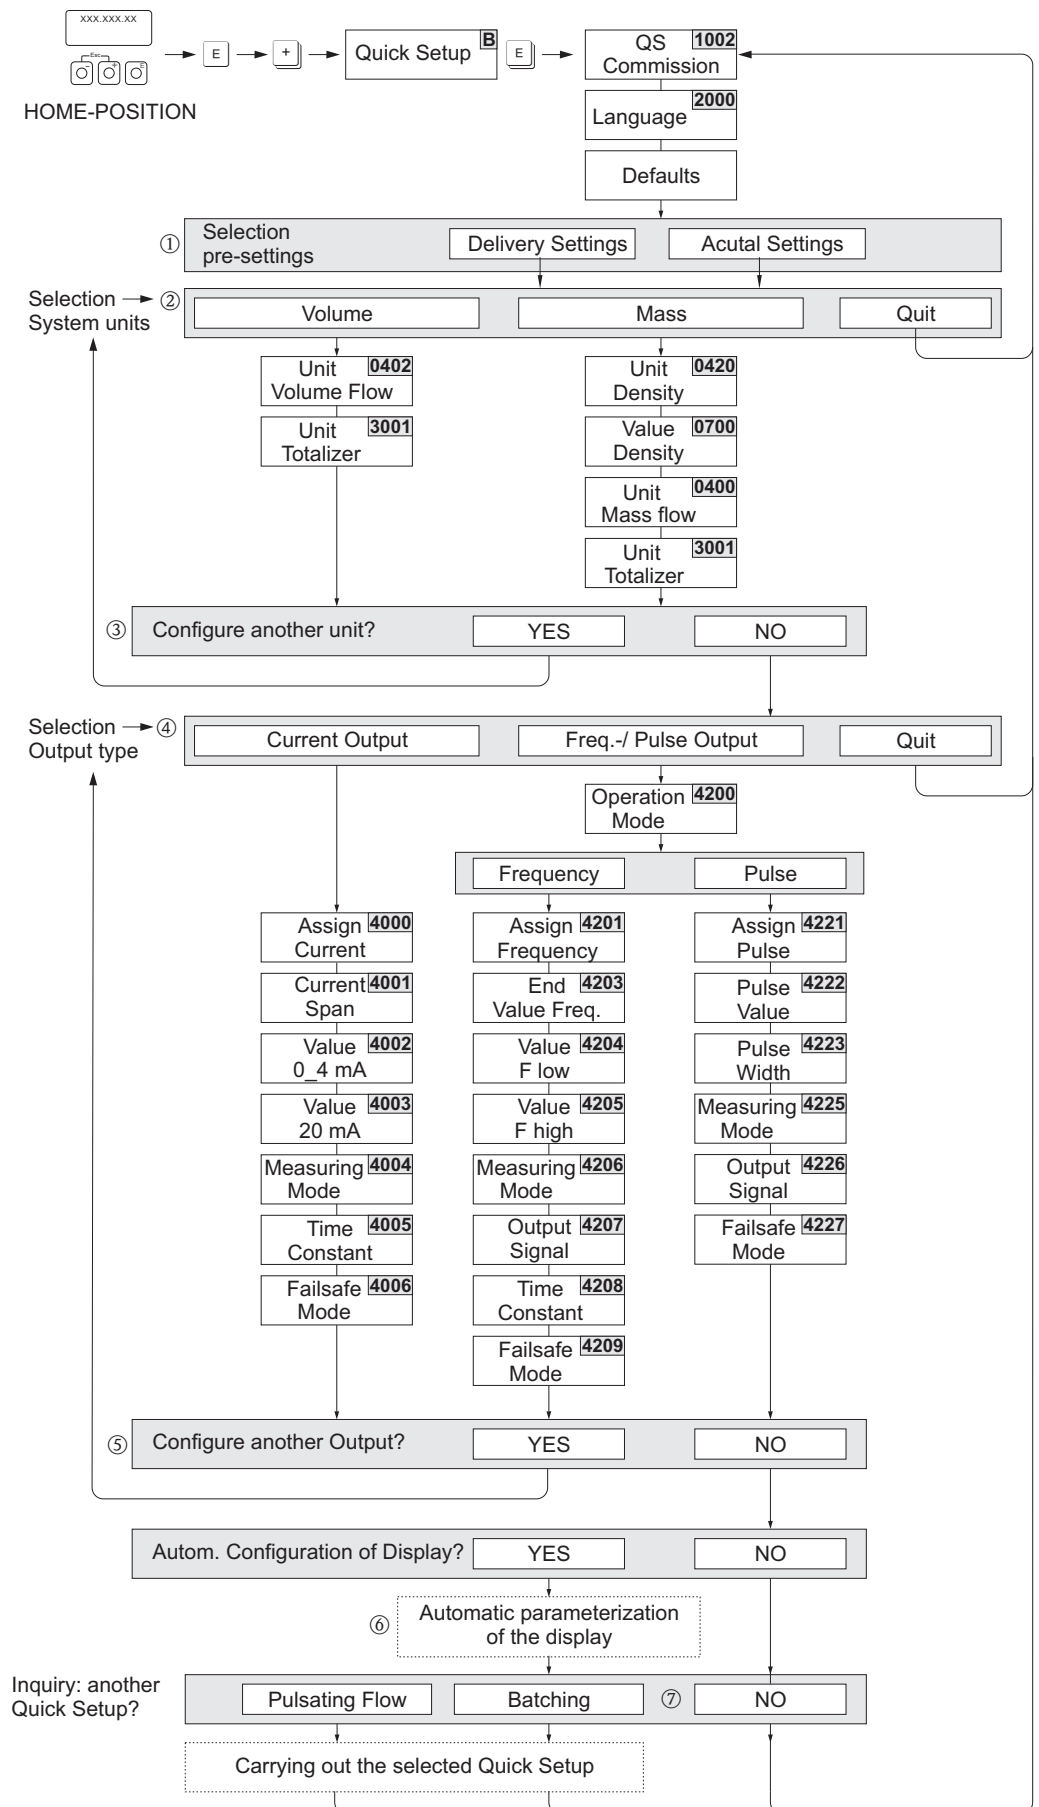 xxx.xxx.xx
Esc
- + E
HOME-POSITION
E
+
Quick Setup B
E
QS 1002
Commission
Language 2000
Defaults
① Selection
pre-settings
Delivery Settings
Acutal Settings
Selection
System units
②
Volume
Mass
Quit
Unit 0402
Volume Flow
Unit 3001
Totalizer
Unit 0420
Density
Value 0700
Density
Unit 0400
Mass flow
Unit 3001
Totalizer
③ Configure another unit?
YES
NO
Selection
Output type
④
Current Output
Freq.-/ Pulse Output
Quit
Operation 4200
Mode
Frequency
Pulse
Assign 4000
Current
Current 4001
Span
Value 4002
0_4 mA
Value 4003
20 mA
Measuring 4004
Mode
Time 4005
Constant
Failsafe 4006
Mode
Assign 4201
Frequency
End 4203
Value Freq.
Value 4204
F low
Value 4205
F high
Measuring 4206
Mode
Output 4207
Signal
Time 4208
Constant
Failsafe 4209
Mode
Assign 4221
Pulse
Pulse 4222
Value
Pulse 4223
Width
Measuring 4225
Mode
Output 4226
Signal
Failsafe 4227
Mode
⑤ Configure another Output?
YES
NO
Autom. Configuration of Display?
YES
NO
⑥ Automatic parameterization
of the display
Inquiry: another
Quick Setup?
Pulsating Flow
Batching
⑦ NO
Carrying out the selected Quick Setup